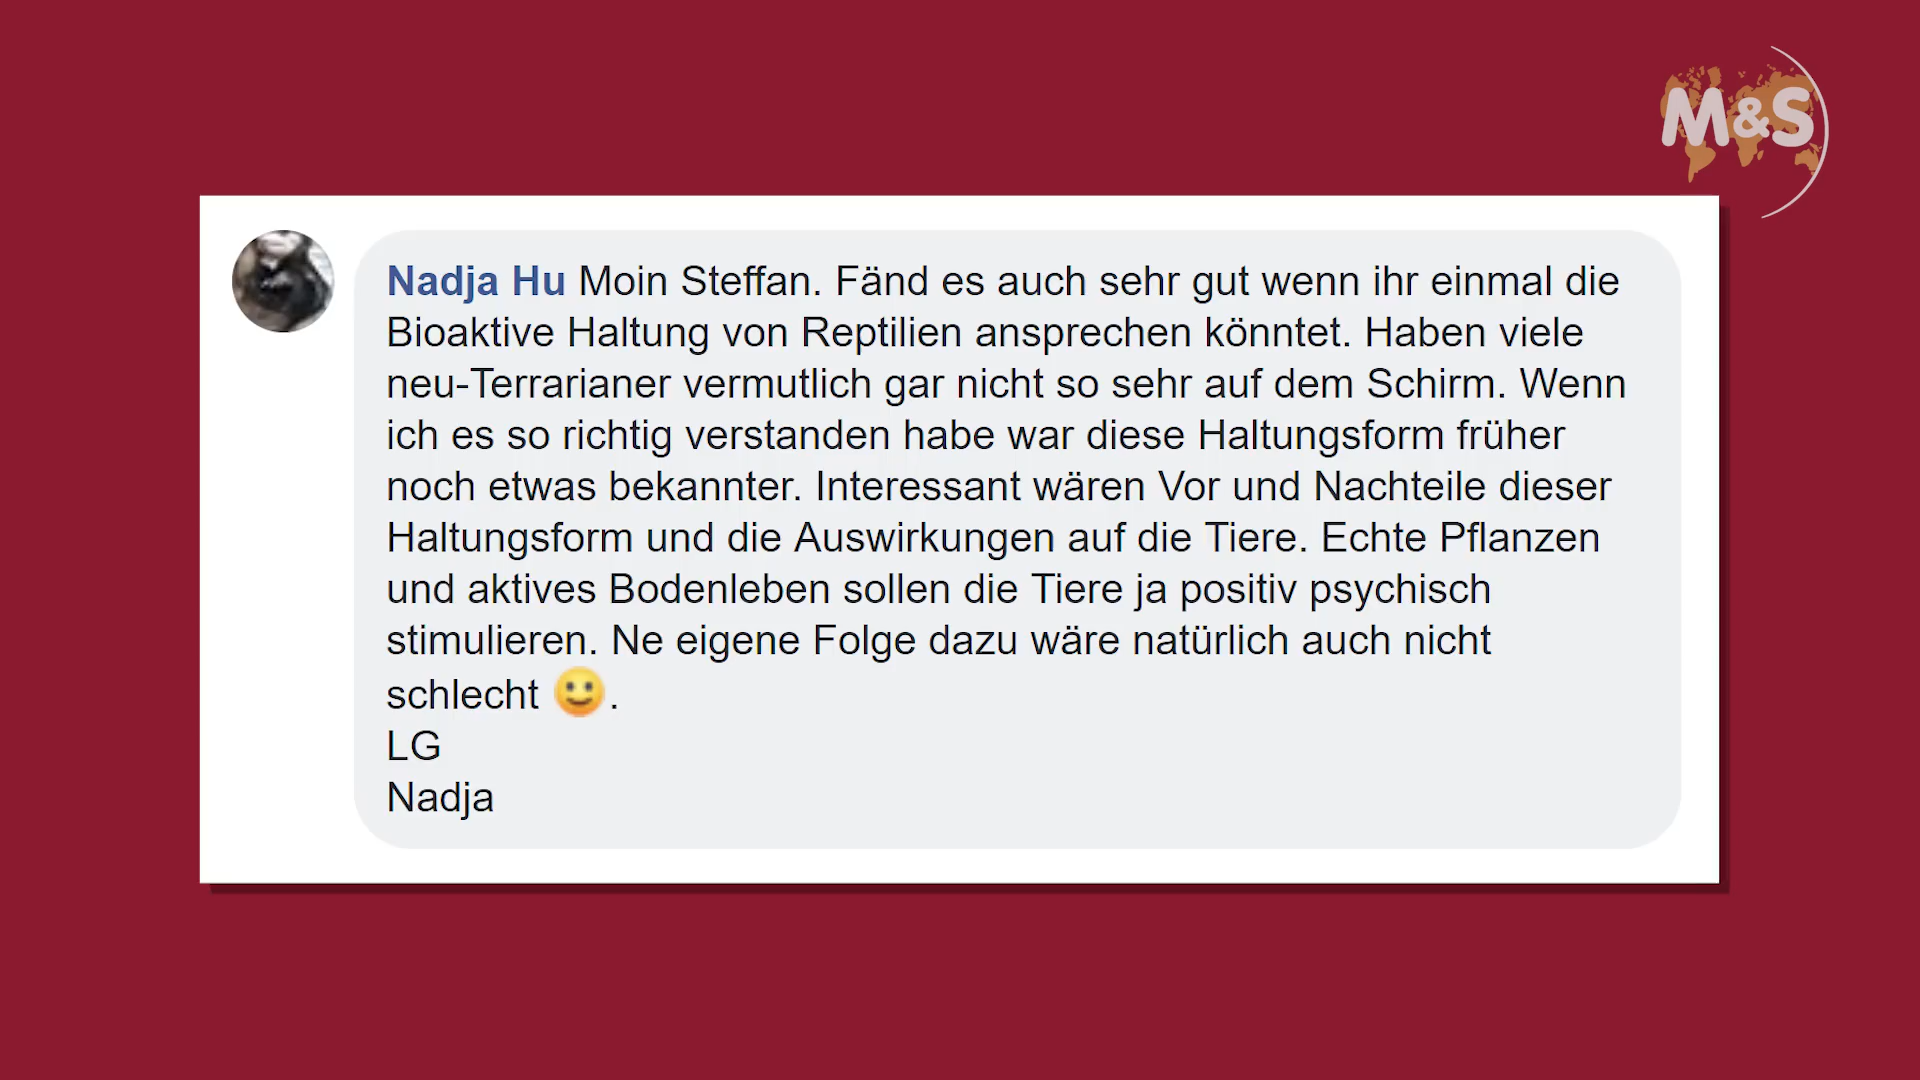 M&S
Nadja Hu Moin Steffan. Fänd es auch sehr gut wenn ihr einmal die
Bioaktive Haltung von Reptilien ansprechen könntet. Haben viele
neu-Terrarianer vermutlich gar nicht so sehr auf dem Schirm. Wenn
ich es so richtig verstanden habe war diese Haltungsform früher
noch etwas bekannter. Interessant wären Vor und Nachteile dieser
Haltungsform und die Auswirkungen auf die Tiere. Echte Pflanzen
und aktives Bodenleben sollen die Tiere ja positiv psychisch
stimulieren. Ne eigene Folge dazu wäre natürlich auch nicht
schlecht 🙂.
LG
Nadja